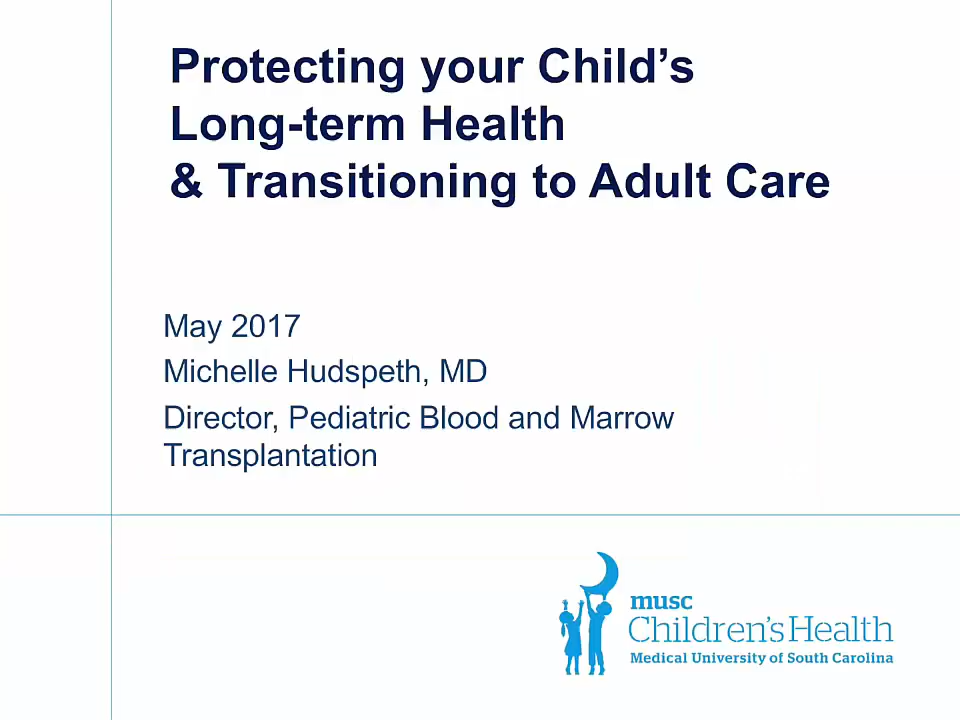 Protecting your Child’s
Long-term Health
& Transitioning to Adult Care
May 2017
Michelle Hudspeth, MD
Director, Pediatric Blood and Marrow
Transplantation
musc
Children's Health
Medical University of South Carolina